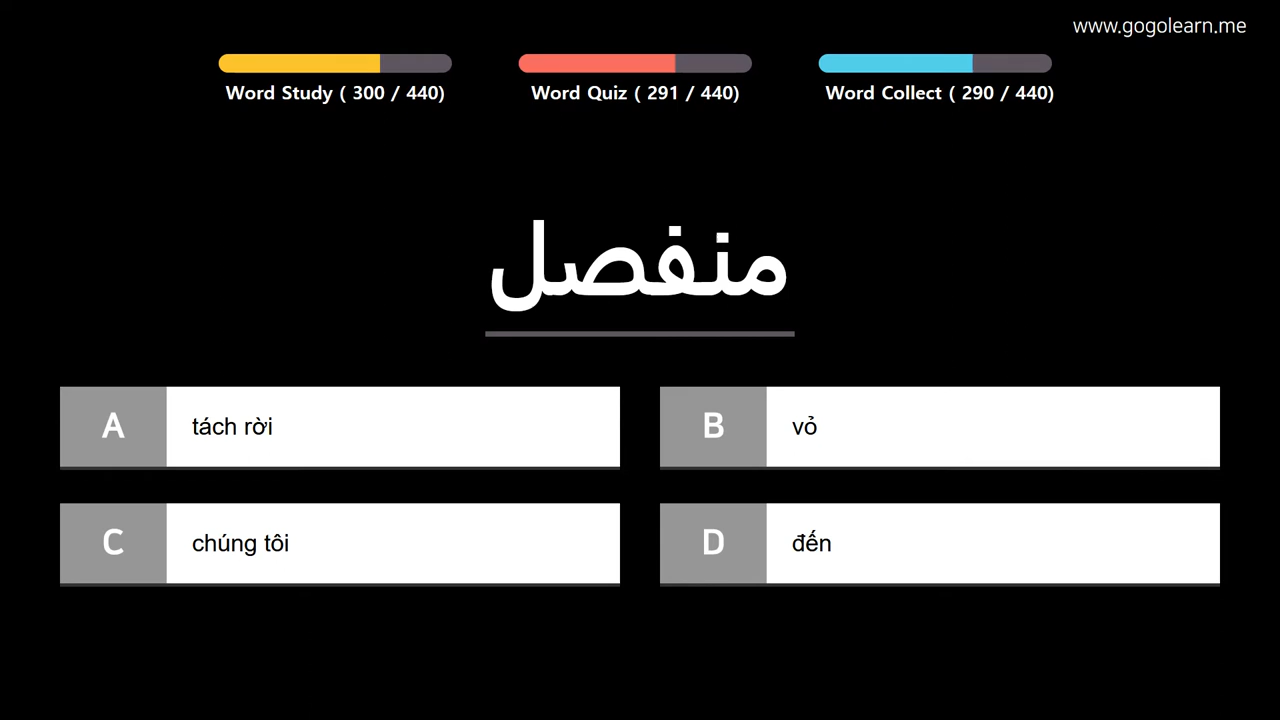 www.gogolearn.me
Word Study ( 300 / 440)
Word Quiz ( 291 / 440)
Word Collect ( 290 / 440)
منفصل
A
tách rời
B
vỏ
C
chúng tôi
D
đến